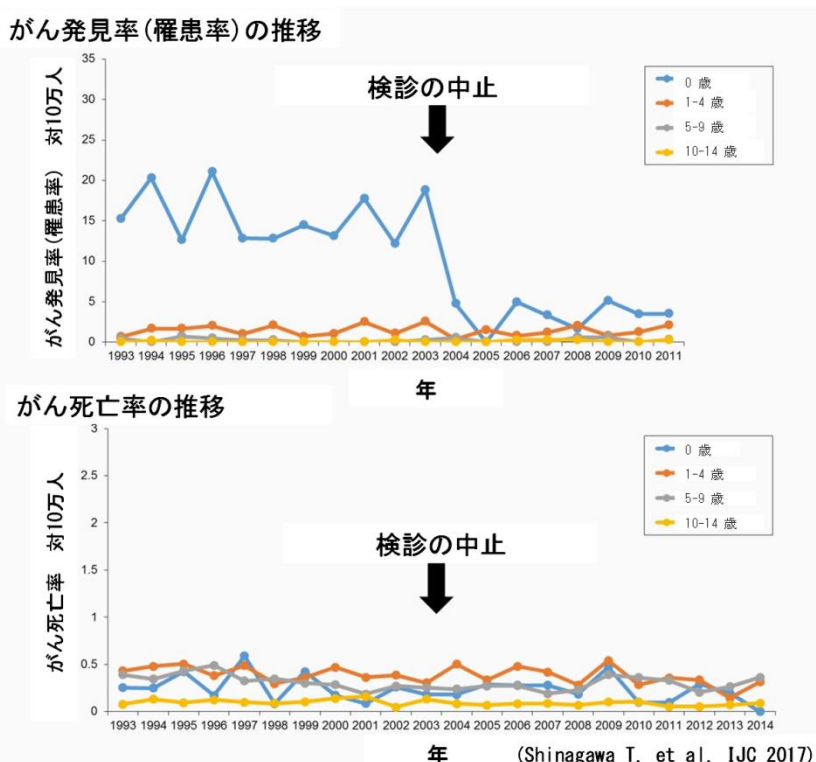 がん発見率(罹患率)の推移
がん発見率(罹患率) 対10万人
35
30
25
20
15
10
5
0
検診の中止
0 歳
1-4 歳
5-9 歳
10-14 歳
1993 1994 1995 1996 1997 1998 1999 2000 2001 2002 2003 2004 2005 2006 2007 2008 2009 2010 2011
年
がん死亡率の推移
がん死亡率 対10万人
3
2.5
2
1.5
1
0.5
0
検診の中止
0 歳
1-4 歳
5-9 歳
10-14 歳
1993 1994 1995 1996 1997 1998 1999 2000 2001 2002 2003 2004 2005 2006 2007 2008 2009 2010 2011 2012 2013 2014
年
(Shinagawa T. et al. IJC 2017)